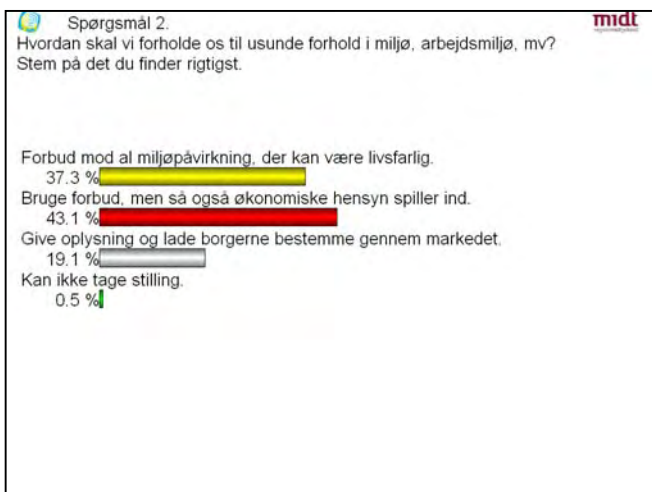 Spørgsmål 2.
midt
Hvordan skal vi forholde os til usunde forhold i miljø, arbejdsmiljø, mv?
Stem på det du finder rigtigst.
Forbud mod al miljøpåvirkning, der kan være livsfarlig.
37.3 %
Bruge forbud, men så også økonomiske hensyn spiller ind.
43.1 %
Give oplysning og lade borgerne bestemme gennem markedet.
19.1 %
Kan ikke tage stilling.
0.5 %